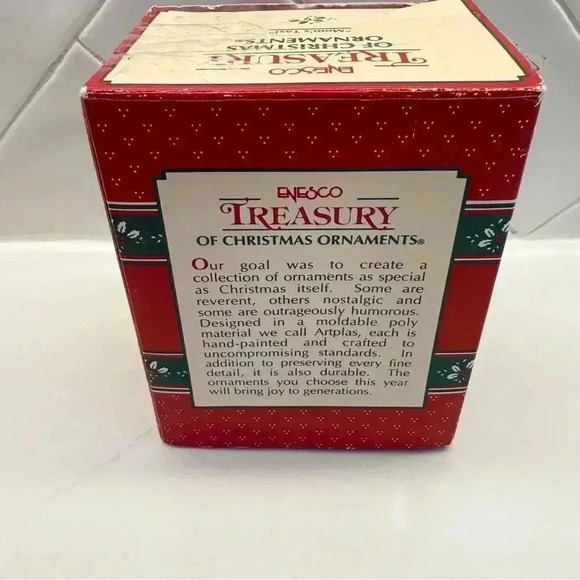 "Mom's Taxi"
ORNAMENTS®
OF CHRISTMAS
TREASURY
ENESCO
ENESCO
TREASURY
OF CHRISTMAS ORNAMENTS®
Our goal was to create a
collection of ornaments as special
as Christmas itself. Some are
reverent, others nostalgic and
some are outrageously humorous.
Designed in a moldable poly
material we call Artplas, each is
hand-painted and crafted to
uncompromising standards. In
addition to preserving every fine
detail, it is also durable. The
ornaments you choose this year
will bring joy to generations.